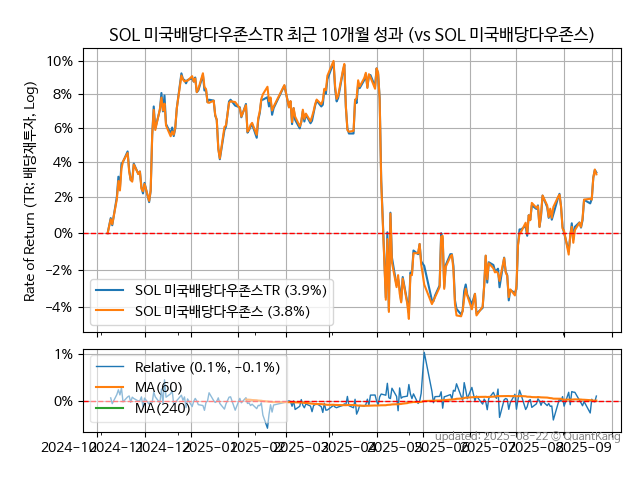 SOL 미국배당다우존스TR 최근 10개월 성과 (vs SOL 미국배당다우존스)
Rate of Return (TR: 배당재투자, Log)
10%
8%
6%
4%
2%
0%
−2%
−4%
SOL 미국배당다우존스TR (3.9%)
SOL 미국배당다우존스 (3.8%)
1%
0%
Relative (0.1%, −0.1%)
MA(60)
MA(240)
updated: 2025-08-22 © QuantKang
2024-10 2024-11 2024-12 2025-01 2025-02 2025-03 2025-04 2025-05 2025-06 2025-07 2025-08 2025-09